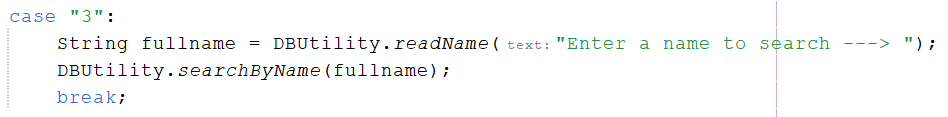 case "3":
String fullname = DBUtility.readName( text: "Enter a name to search ---> ");
DBUtility.searchByName(fullname);
break;